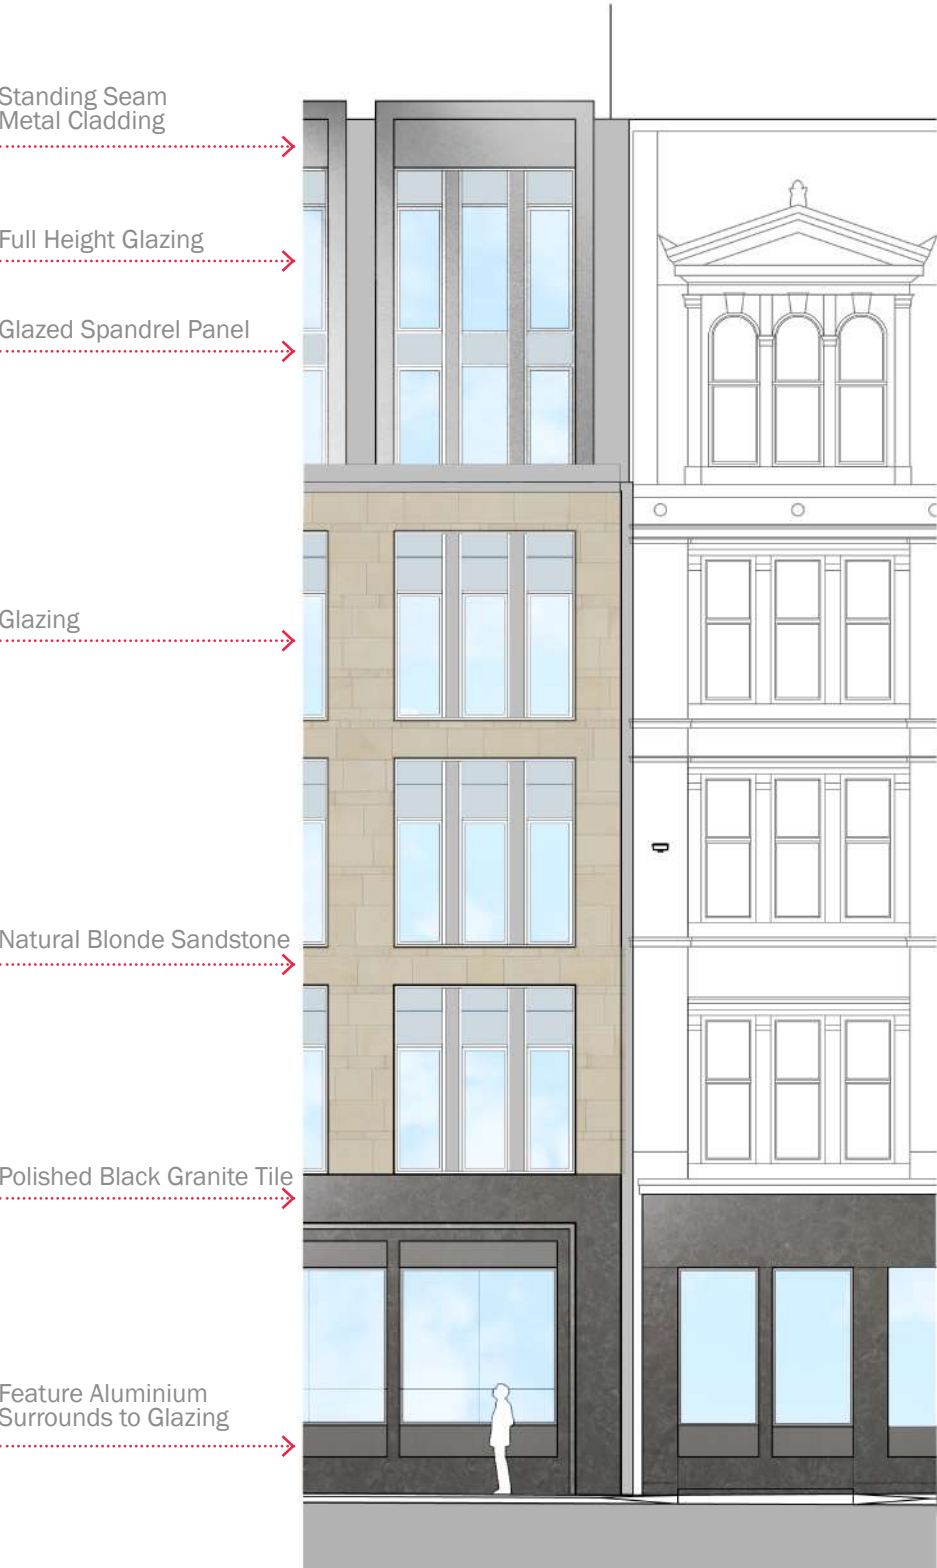 Standing Seam
Metal Cladding
Full Height Glazing
Glazed Spandrel Panel
Glazing
Natural Blonde Sandstone
Polished Black Granite Tile
Feature Aluminium
Surrounds to Glazing